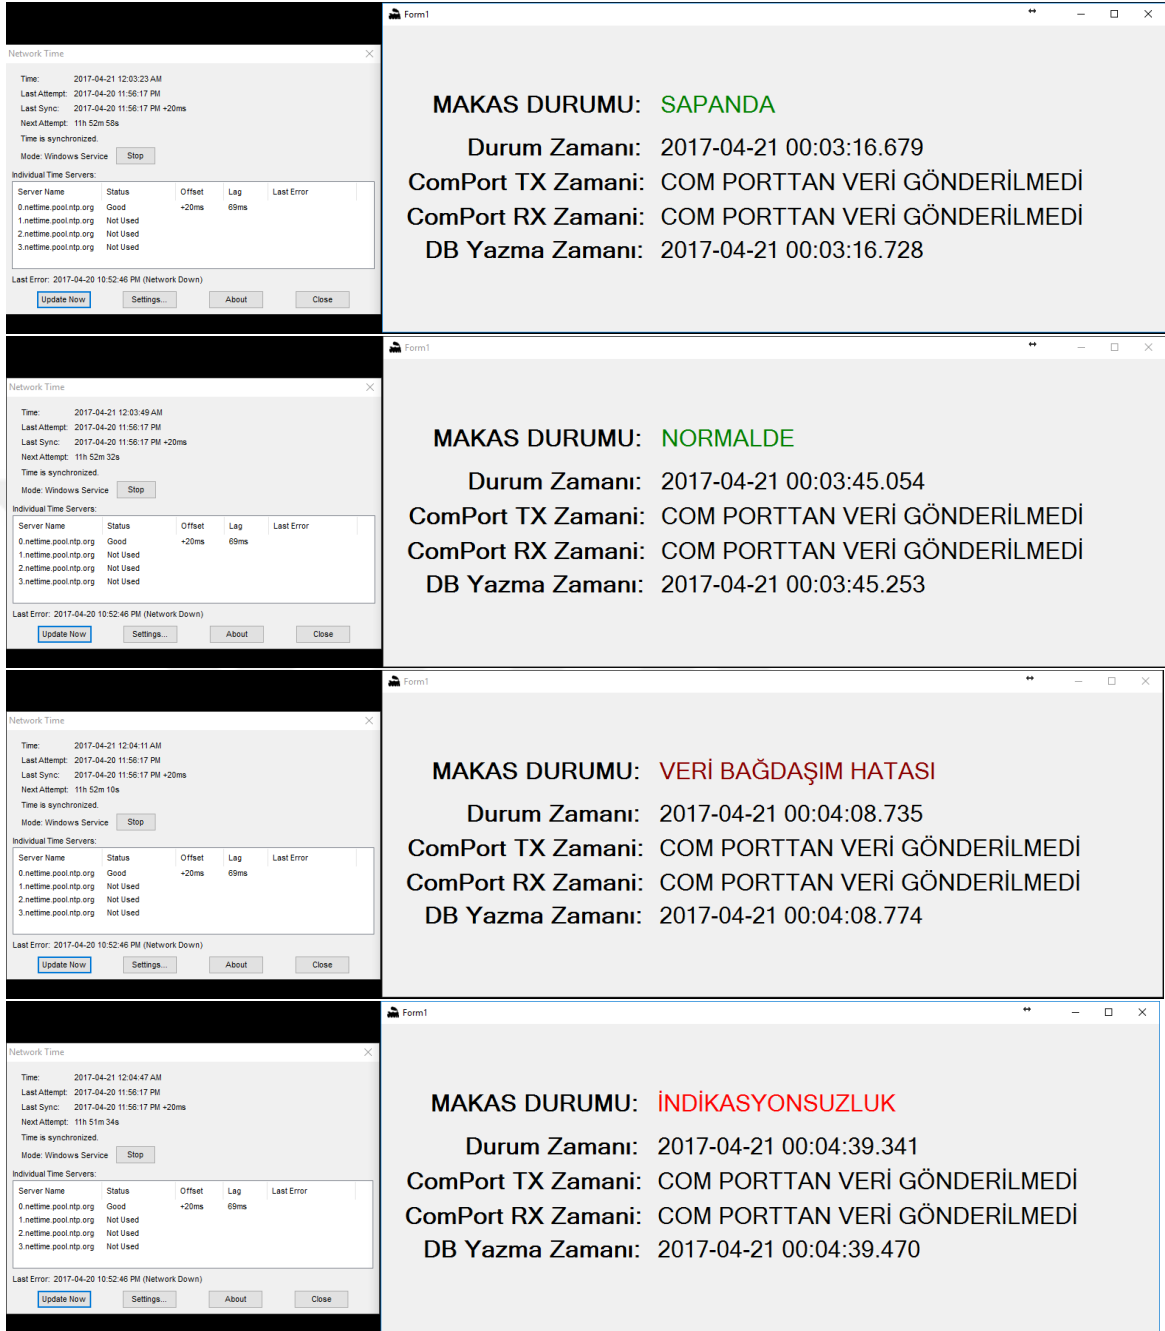 Form1
Network Time
Time: 2017-04-21 12:03:23 AM
Last Attempt: 2017-04-20 11:56:17 PM
Last Sync: 2017-04-20 11:56:17 PM +20ms
Next Attempt: 11h 52m 58s
Time is synchronized.
Mode: Windows Service Stop
Individual Time Servers:
Server Name Status Offset Lag Last Error
0.nettime.pool.ntp.org Good +20ms 69ms
1.nettime.pool.ntp.org Not Used
2.nettime.pool.ntp.org Not Used
3.nettime.pool.ntp.org Not Used
Last Error: 2017-04-20 10:52:46 PM (Network Down)
Update Now Settings... About Close
MAKAS DURUMU: SAPANDA
Durum Zamanı: 2017-04-21 00:03:16.679
ComPort TX Zamani: COM PORTTAN VERİ GÖNDERİLMEDİ
ComPort RX Zamani: COM PORTTAN VERİ GÖNDERİLMEDİ
DB Yazma Zamanı: 2017-04-21 00:03:16.728
Form1
Network Time
Time: 2017-04-21 12:03:49 AM
Last Attempt: 2017-04-20 11:56:17 PM
Last Sync: 2017-04-20 11:56:17 PM +20ms
Next Attempt: 11h 52m 32s
Time is synchronized.
Mode: Windows Service Stop
Individual Time Servers:
Server Name Status Offset Lag Last Error
0.nettime.pool.ntp.org Good +20ms 69ms
1.nettime.pool.ntp.org Not Used
2.nettime.pool.ntp.org Not Used
3.nettime.pool.ntp.org Not Used
Last Error: 2017-04-20 10:52:46 PM (Network Down)
Update Now Settings... About Close
MAKAS DURUMU: NORMALDE
Durum Zamanı: 2017-04-21 00:03:45.054
ComPort TX Zamani: COM PORTTAN VERİ GÖNDERİLMEDİ
ComPort RX Zamani: COM PORTTAN VERİ GÖNDERİLMEDİ
DB Yazma Zamanı: 2017-04-21 00:03:45.253
Form1
Network Time
Time: 2017-04-21 12:04:11 AM
Last Attempt: 2017-04-20 11:56:17 PM
Last Sync: 2017-04-20 11:56:17 PM +20ms
Next Attempt: 11h 52m 10s
Time is synchronized.
Mode: Windows Service Stop
Individual Time Servers:
Server Name Status Offset Lag Last Error
0.nettime.pool.ntp.org Good +20ms 69ms
1.nettime.pool.ntp.org Not Used
2.nettime.pool.ntp.org Not Used
3.nettime.pool.ntp.org Not Used
Last Error: 2017-04-20 10:52:46 PM (Network Down)
Update Now Settings... About Close
MAKAS DURUMU: VERİ BAĞDAŞIM HATASI
Durum Zamanı: 2017-04-21 00:04:08.735
ComPort TX Zamani: COM PORTTAN VERİ GÖNDERİLMEDİ
ComPort RX Zamani: COM PORTTAN VERİ GÖNDERİLMEDİ
DB Yazma Zamanı: 2017-04-21 00:04:08.774
Form1
Network Time
Time: 2017-04-21 12:04:47 AM
Last Attempt: 2017-04-20 11:56:17 PM
Last Sync: 2017-04-20 11:56:17 PM +20ms
Next Attempt: 11h 51m 34s
Time is synchronized.
Mode: Windows Service Stop
Individual Time Servers:
Server Name Status Offset Lag Last Error
0.nettime.pool.ntp.org Good +20ms 69ms
1.nettime.pool.ntp.org Not Used
2.nettime.pool.ntp.org Not Used
3.nettime.pool.ntp.org Not Used
Last Error: 2017-04-20 10:52:46 PM (Network Down)
Update Now Settings... About Close
MAKAS DURUMU: İNDİKASYONSUZLUK
Durum Zamanı: 2017-04-21 00:04:39.341
ComPort TX Zamani: COM PORTTAN VERİ GÖNDERİLMEDİ
ComPort RX Zamani: COM PORTTAN VERİ GÖNDERİLMEDİ
DB Yazma Zamanı: 2017-04-21 00:04:39.470